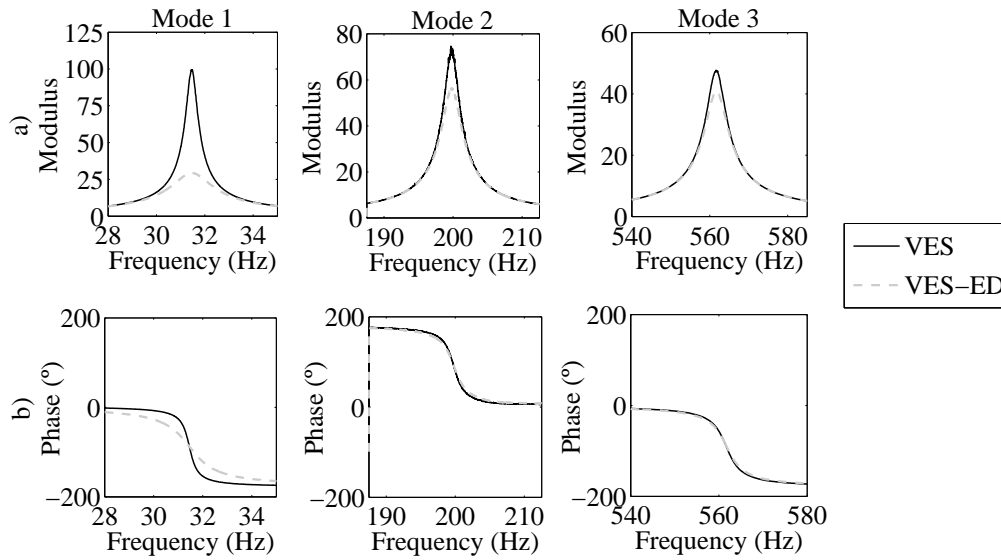 Mode 1
Mode 2
Mode 3
a)
Modulus
125
100
75
50
25
0
28
30
32
34
Frequency (Hz)
Modulus
80
60
40
20
0
190
200
210
Frequency (Hz)
Modulus
60
40
20
0
540
560
580
Frequency (Hz)
VES
VES−ED
b)
Phase (º)
200
0
−200
28
30
32
34
Frequency (Hz)
Phase (º)
200
0
−200
190
200
210
Frequency (Hz)
Phase (º)
200
0
−200
540
560
580
Frequency (Hz)